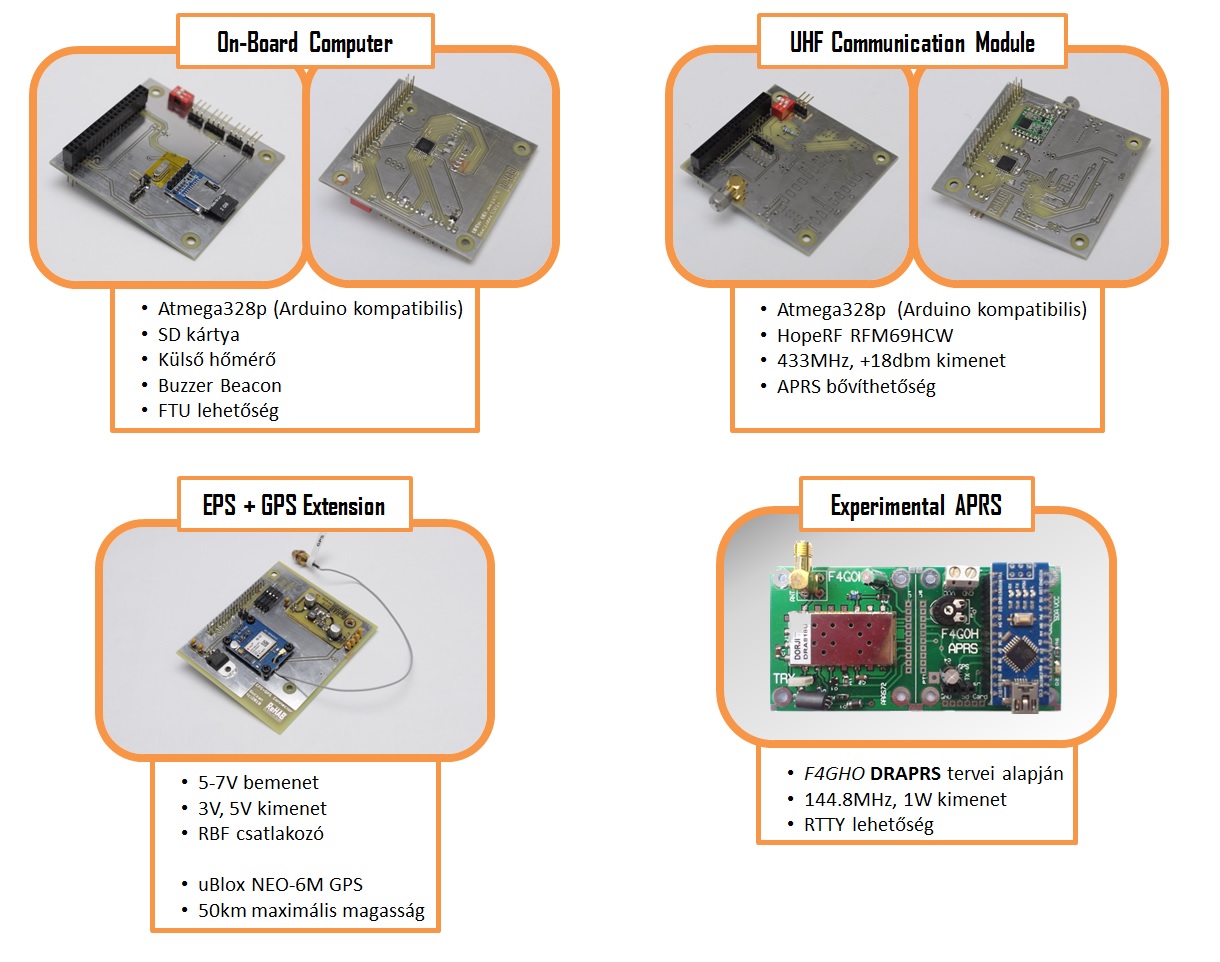 On-Board Computer
• Atmega328p (Arduino kompatibilis)
• SD kártya
• Külső hőmérő
• Buzzer Beacon
• FTU lehetőség
UHF Communication Module
• Atmega328p (Arduino kompatibilis)
• HopeRF RFM69HCW
• 433MHz, +18dbm kimenet
• APRS bővíthetőség
EPS + GPS Extension
• 5-7V bemenet
• 3V, 5V kimenet
• RBF csatlakozó
• uBlox NEO-6M GPS
• 50km maximális magasság
Experimental APRS
F4GOH
DORJI
DRA818U
TRX
F4GOH
APRS
• F4GHO DRAPRS tervei alapján
• 144.8MHz, 1W kimenet
• RTTY lehetőség